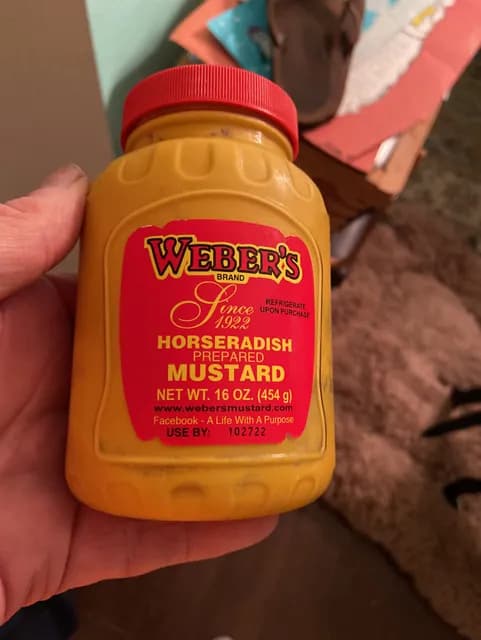 WEBER'S
BRAND
Since
1922
REFRIGERATE
UPON PURCHASE
HORSERADISH
PREPARED
MUSTARD
NET WT. 16 OZ. (454 g)
www.webersmustard.com
Facebook - A Life With A Purpose
USE BY: 102722